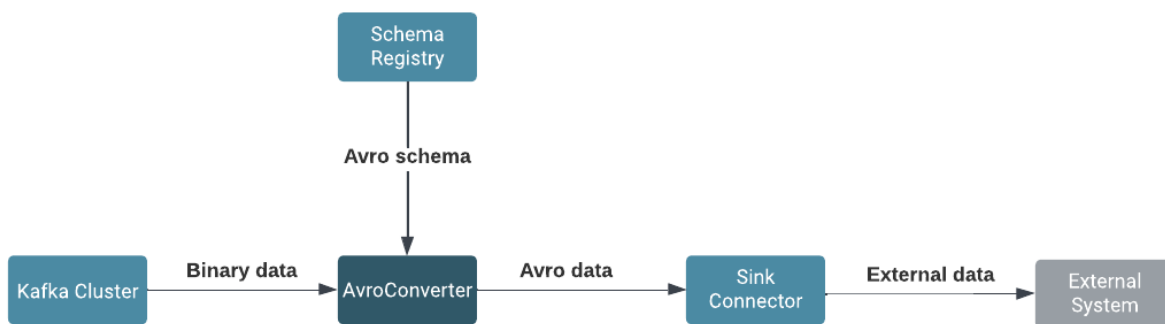 Schema
Registry
Avro schema
Kafka Cluster
Binary data
AvroConverter
Avro data
Sink
Connector
External data
External
System